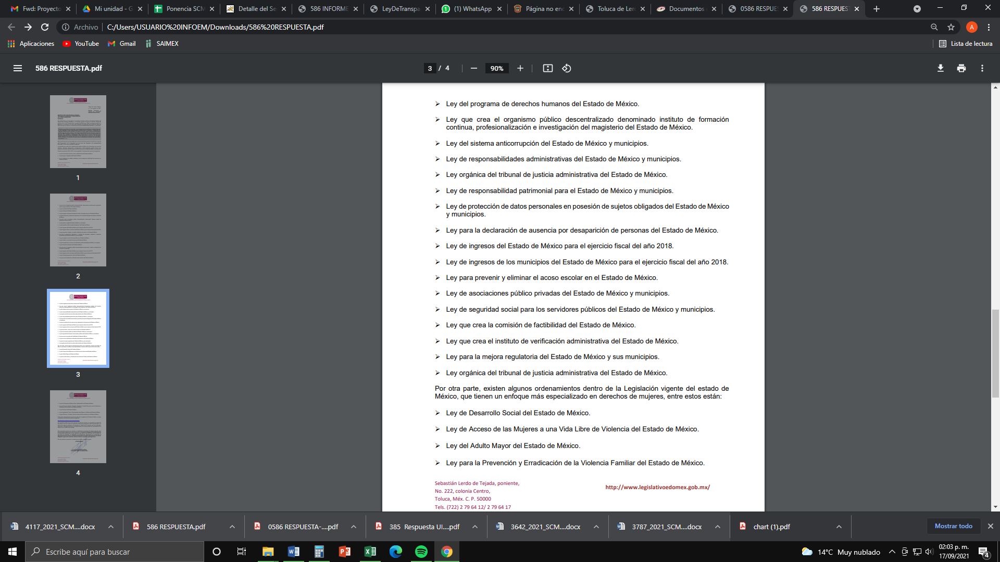 Fwd: Proyecto
Mi unidad - G
Ponencia SCM
Detalle del Se
586 INFORME
LeyDeTranspa
(1) WhatsApp
Página no en
Toluca de Ler
Documentos
0586 RESPUES
586 RESPUEST
Archivo
C:/Users/USUARIO%20INFOEM/Downloads/586%20RESPUESTA.pdf
A
Aplicaciones
YouTube
Gmail
SAIMEX
Lista de lectura
586 RESPUESTA.pdf
3 / 4
90%
1
2
3
4
Ley del programa de derechos humanos del Estado de México.
Ley que crea el organismo público descentralizado denominado instituto de formación
continua, profesionalización e investigación del magisterio del Estado de México.
Ley del sistema anticorrupción del Estado de México y municipios.
Ley de responsabilidades administrativas del Estado de México y municipios.
Ley orgánica del tribunal de justicia administrativa del Estado de México.
Ley de responsabilidad patrimonial para el Estado de México y municipios.
Ley de protección de datos personales en posesión de sujetos obligados del Estado de México
y municipios.
Ley para la declaración de ausencia por desaparición de personas del Estado de México.
Ley de ingresos del Estado de México para el ejercicio fiscal del año 2018.
Ley de ingresos de los municipios del Estado de México para el ejercicio fiscal del año 2018.
Ley para prevenir y eliminar el acoso escolar en el Estado de México.
Ley de asociaciones público privadas del Estado de México y municipios.
Ley de seguridad social para los servidores públicos del Estado de México y municipios.
Ley que crea la comisión de factibilidad del Estado de México.
Ley que crea el instituto de verificación administrativa del Estado de México.
Ley para la mejora regulatoria del Estado de México y sus municipios.
Ley orgánica del tribunal de justicia administrativa del Estado de México.
Por otra parte, existen algunos ordenamientos dentro de la Legislación vigente del estado de
México, que tienen un enfoque más especializado en derechos de mujeres, entre estos están:
Ley de Desarrollo Social del Estado de México.
Ley de Acceso de las Mujeres a una Vida Libre de Violencia del Estado de México.
Ley del Adulto Mayor del Estado de México.
Ley para la Prevención y Erradicación de la Violencia Familiar del Estado de México.
Sebastián Lerdo de Tejada, poniente,
No. 222, colonia Centro,
Toluca, Méx. C. P. 50000
Tels. (722) 2 79 64 12/ 2 79 64 17
http://www.legislativoedomex.gob.mx/
4117_2021_SCM....docx
586 RESPUESTA.pdf
0586 RESPUESTA-....pdf
385 Respuesta UI....pdf
3642_2021_SCM....docx
3787_2021_SCM....docx
chart (1).pdf
Mostrar todo
Escribe aquí para buscar
14°C Muy nublado
02:03 p. m.
17/09/2021
4